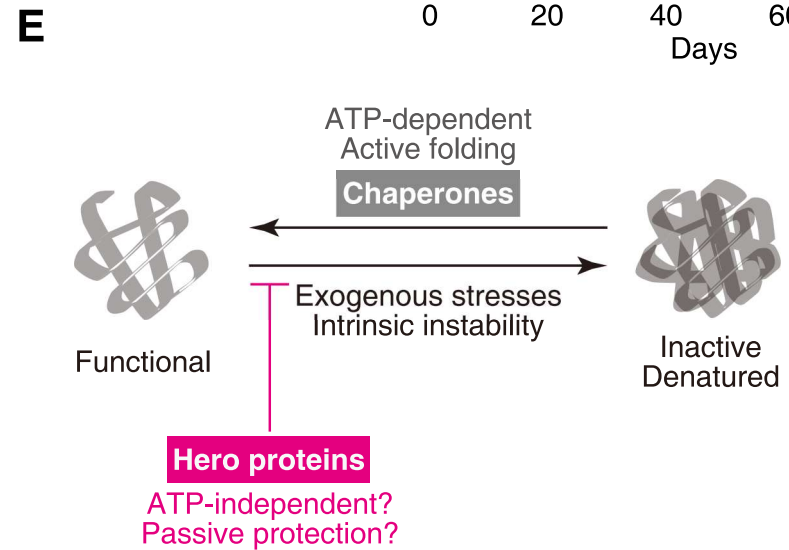 E
0 20 40
Days
ATP-dependent
Active folding
Chaperones
Exogenous stresses
Intrinsic instability
Functional
Inactive
Denatured
Hero proteins
ATP-independent?
Passive protection?